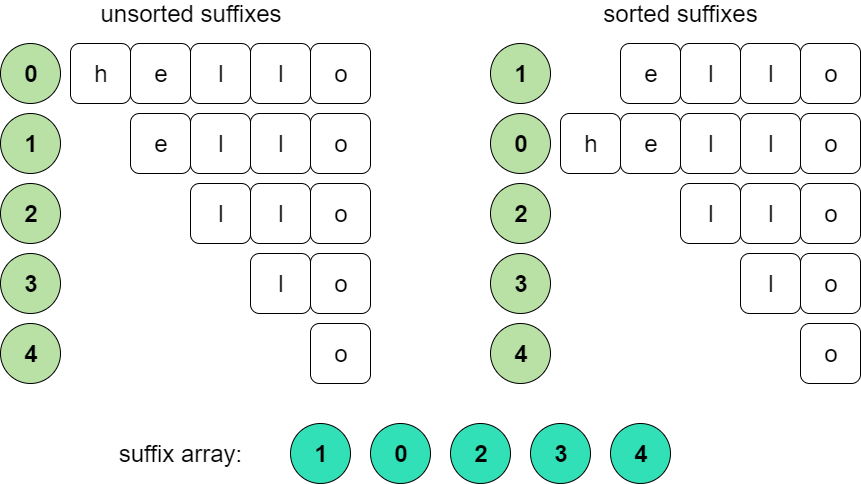 unsorted suffixes
sorted suffixes
0 h e l l o
1 e l l o
1 e l l o
0 h e l l o
2 l l o
2 l l o
3 l o
3 l o
4 o
4 o
suffix array: 1 0 2 3 4